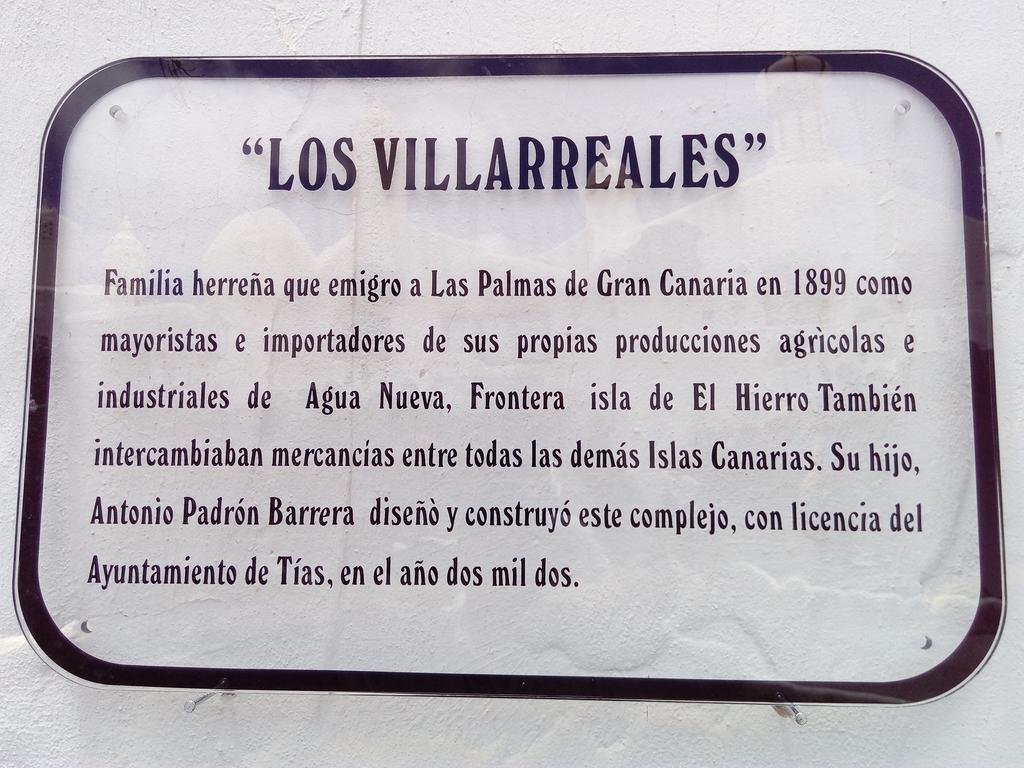 “LOS VILLARREALES”
Familia herreña que emigro a Las Palmas de Gran Canaria en 1899 como
mayoristas e importadores de sus propias producciones agrìcolas e
industriales de Agua Nueva, Frontera isla de El Hierro También
intercambiaban mercancías entre todas las demás Islas Canarias. Su hijo,
Antonio Padrón Barrera diseñò y construyó este complejo, con licencia del
Ayuntamiento de Tías, en el año dos mil dos.